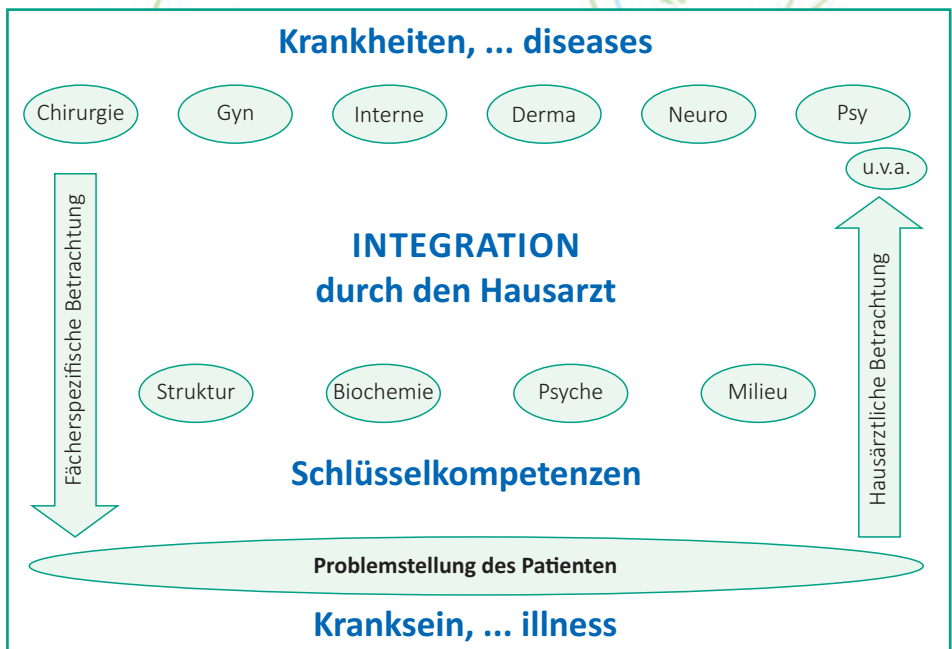 Krankheiten, ... diseases
Chirurgie
Gyn
Interne
Derma
Neuro
Psy
u.v.a.
Fächerspezifische Betrachtung
INTEGRATION
durch den Hausarzt
Hausärztliche Betrachtung
Struktur
Biochemie
Psyche
Milieu
Schlüsselkompetenzen
Problemstellung des Patienten
Kranksein, ... illness